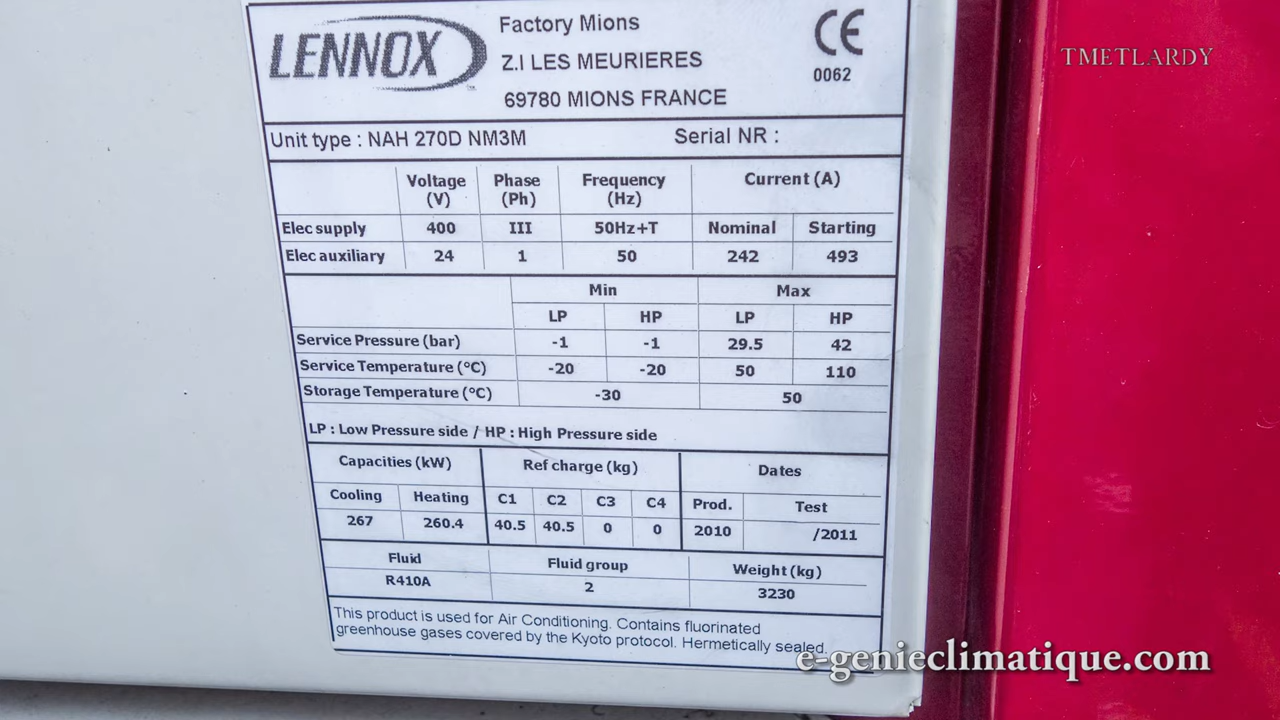 LENNOX
Factory Mions
Z.I LES MEURIERES
69780 MIONS FRANCE
CE
0062
TMETLARDY
Unit type : NAH 270D NM3M Serial NR :
Voltage (V) Phase (Ph) Frequency (Hz) Current (A)
Nominal Starting
Elec supply 400 III 50Hz+T
Elec auxiliary 24 1 50 242 493
Min Max
LP HP LP HP
Service Pressure (bar) -1 -1 29.5 42
Service Temperature (°C) -20 -20 50 110
Storage Temperature (°C) -30 50
LP : Low Pressure side / HP : High Pressure side
Capacities (kW) Ref charge (kg) Dates
Cooling Heating C1 C2 C3 C4 Prod. Test
267 260.4 40.5 40.5 0 0 2010 /2011
Fluid Fluid group Weight (kg)
R410A 2 3230
This product is used for Air Conditioning. Contains fluorinated
greenhouse gases covered by the Kyoto protocol. Hermetically sealed.
e-genieclimatique.com